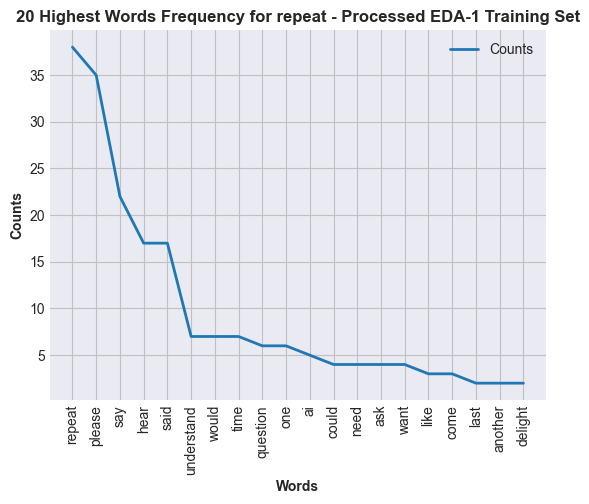 20 Highest Words Frequency for repeat - Processed EDA-1 Training Set
Counts
35
30
25
20
15
10
5
Counts
repeat
please
say
hear
said
understand
would
time
question
one
ai
could
need
ask
want
like
come
last
another
delight
Words